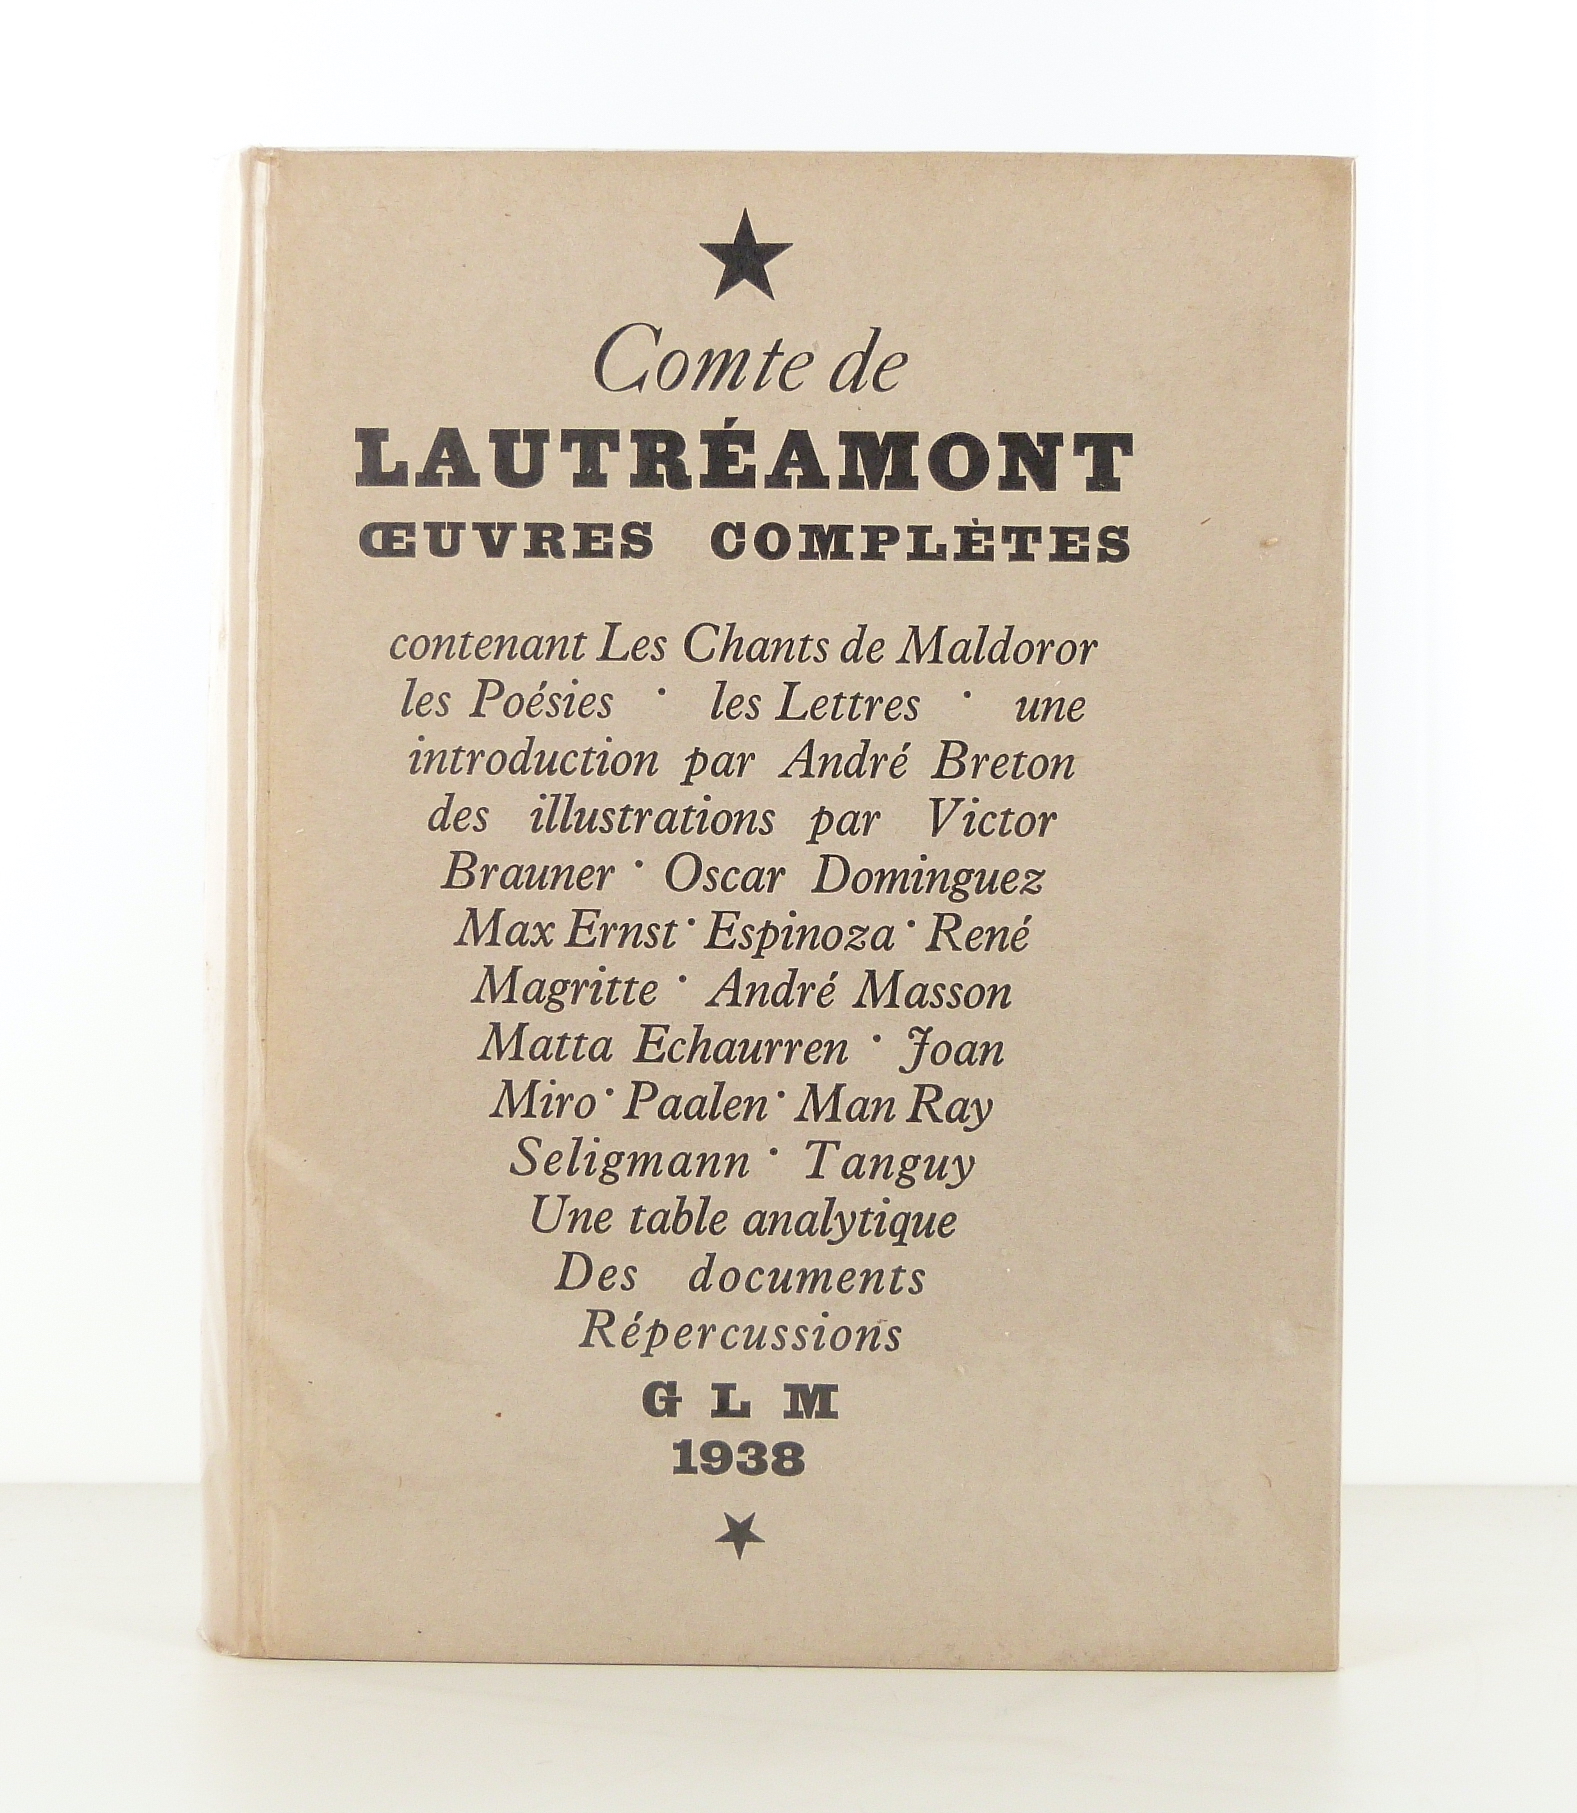 Comte de
LAUTRÉAMONT
ŒUVRES COMPLÈTES
contenant Les Chants de Maldoror
les Poésies · les Lettres · une
introduction par André Breton
des illustrations par Victor
Brauner · Oscar Dominguez
Max Ernst · Espinoza · René
Magritte · André Masson
Matta Echaurren · Joan
Miro · Paalen · Man Ray
Seligmann · Tanguy
Une table analytique
Des documents
Répercussions
G L M
1938